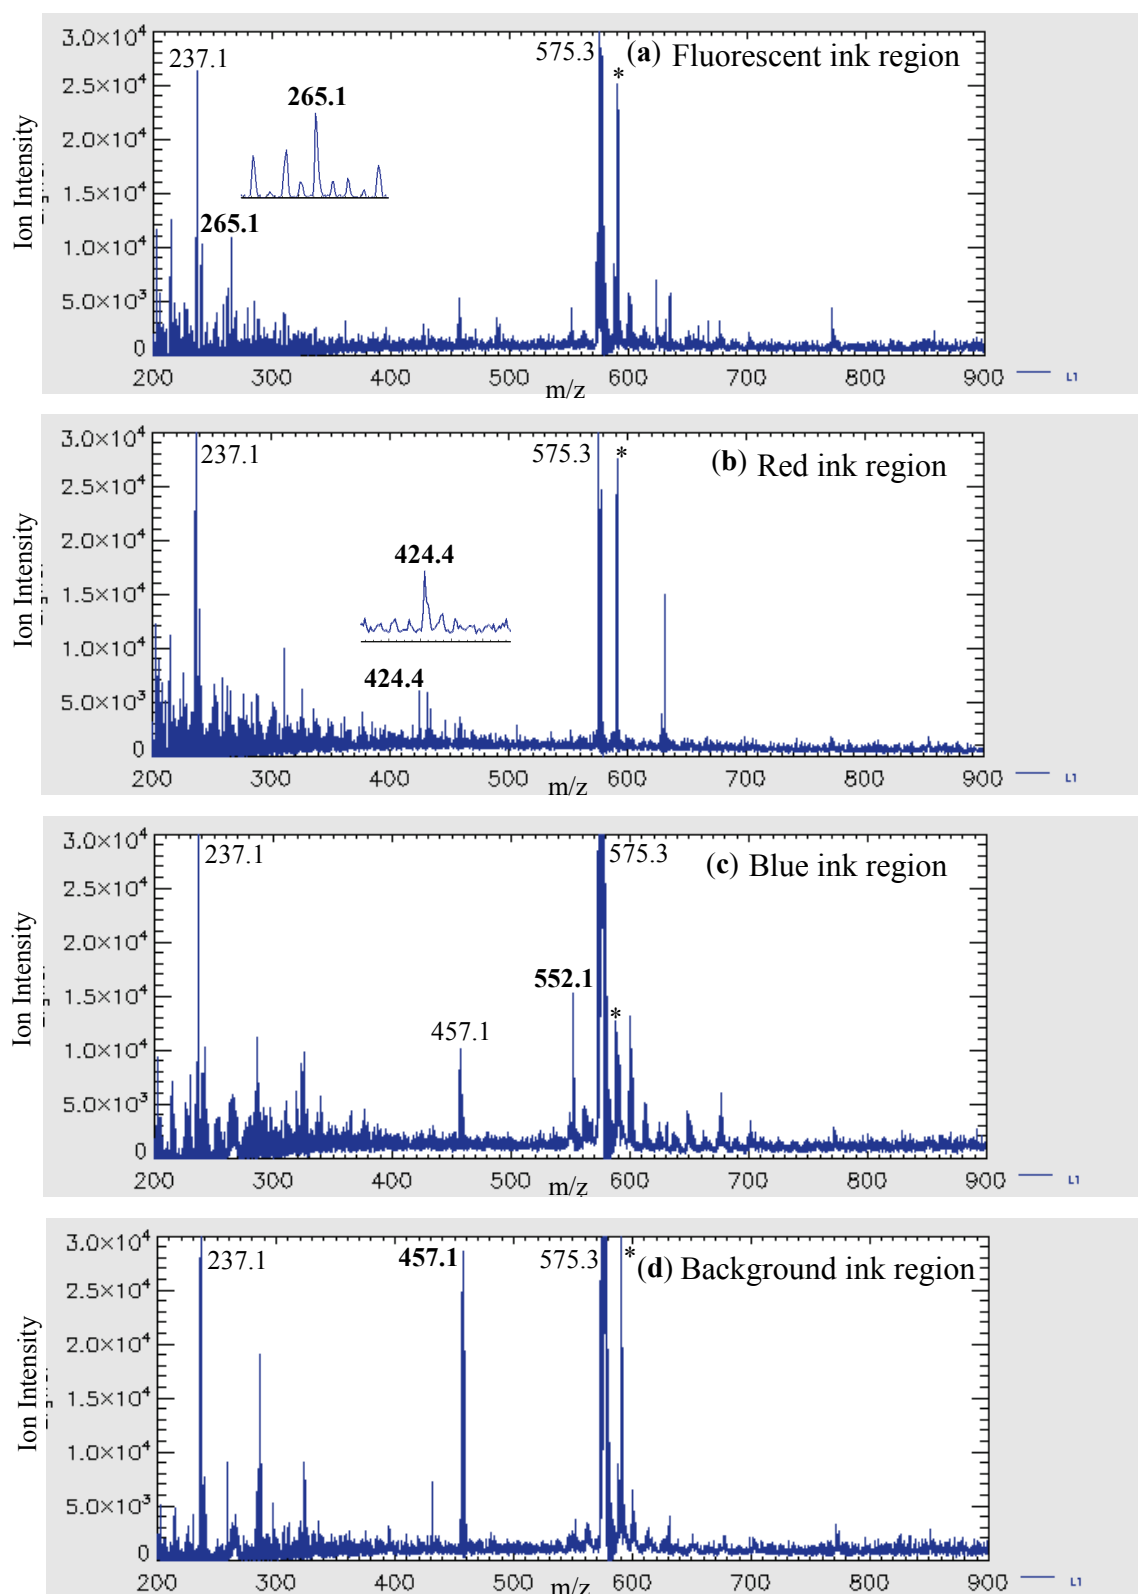 3.0×10⁴
237.1
575.3
(a) Fluorescent ink region
*
2.5×10⁴
265.1
2.0×10⁴
1.5×10⁴
265.1
1.0×10⁴
5.0×10³
0
Ion Intensity
200 300 400 500 600 700 800 900
m/z
L1
3.0×10⁴
237.1
575.3
*
(b) Red ink region
2.5×10⁴
2.0×10⁴
424.4
1.5×10⁴
1.0×10⁴
424.4
5.0×10³
0
Ion Intensity
200 300 400 500 600 700 800 900
m/z
L1
3.0×10⁴
237.1
575.3
(c) Blue ink region
2.5×10⁴
2.0×10⁴
552.1
1.5×10⁴
*
457.1
1.0×10⁴
5.0×10³
0
Ion Intensity
200 300 400 500 600 700 800 900
m/z
L1
3.0×10⁴
237.1
457.1
575.3
*
(d) Background ink region
2.5×10⁴
2.0×10⁴
1.5×10⁴
1.0×10⁴
5.0×10³
0
Ion Intensity
200 300 400 500 600 700 800 900
m/z
L1